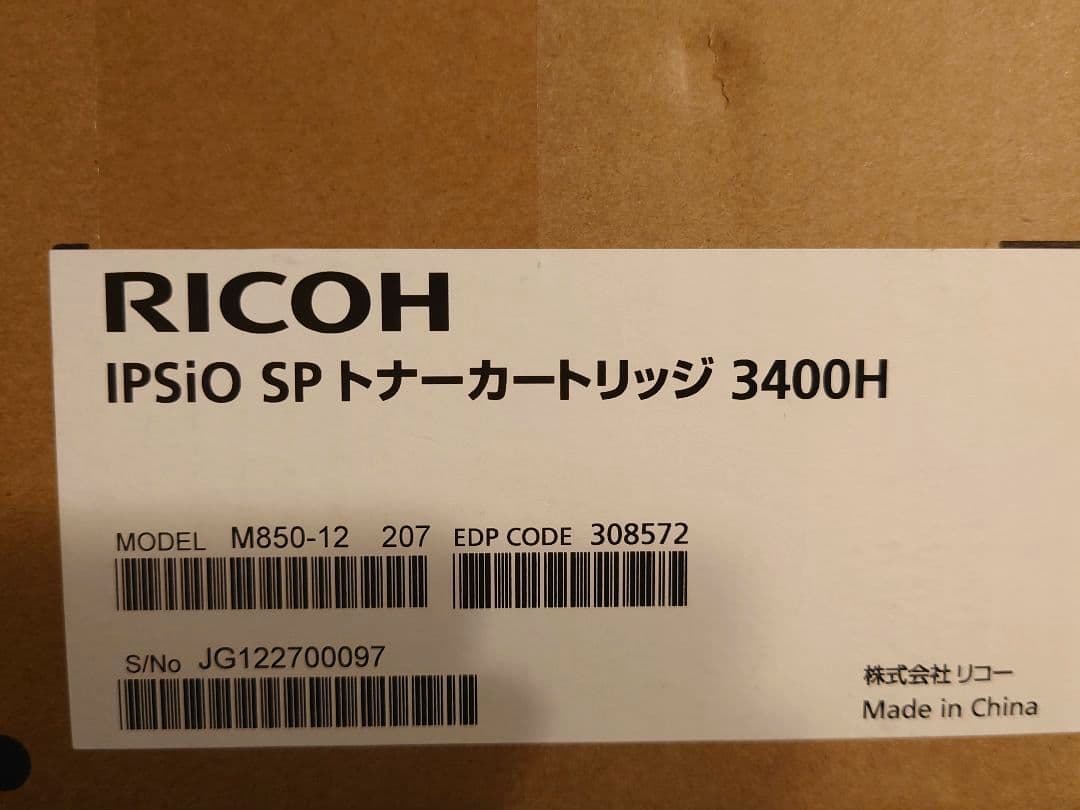 RICOH
IPSiO SP トナーカートリッジ 3400H
MODEL M850-12 207 EDP CODE 308572
S/No JG122700097
株式会社リコー
Made in China